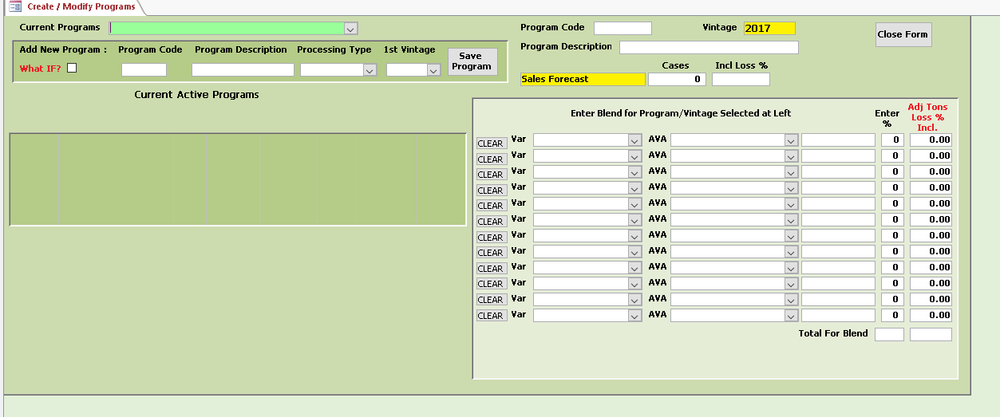 Create / Modify Programs
Current Programs
Program Code
Vintage 2017
Close Form
Program Description
Add New Program : Program Code Program Description Processing Type 1st Vintage
Save Program
What IF?
Cases Incl Loss %
Sales Forecast 0
Current Active Programs
Enter Blend for Program/Vintage Selected at Left Enter % Adj Tons Loss % Incl.
CLEAR Var AVA 0 0.00
CLEAR Var AVA 0 0.00
CLEAR Var AVA 0 0.00
CLEAR Var AVA 0 0.00
CLEAR Var AVA 0 0.00
CLEAR Var AVA 0 0.00
CLEAR Var AVA 0 0.00
CLEAR Var AVA 0 0.00
CLEAR Var AVA 0 0.00
CLEAR Var AVA 0 0.00
CLEAR Var AVA 0 0.00
CLEAR Var AVA 0 0.00
Total For Blend